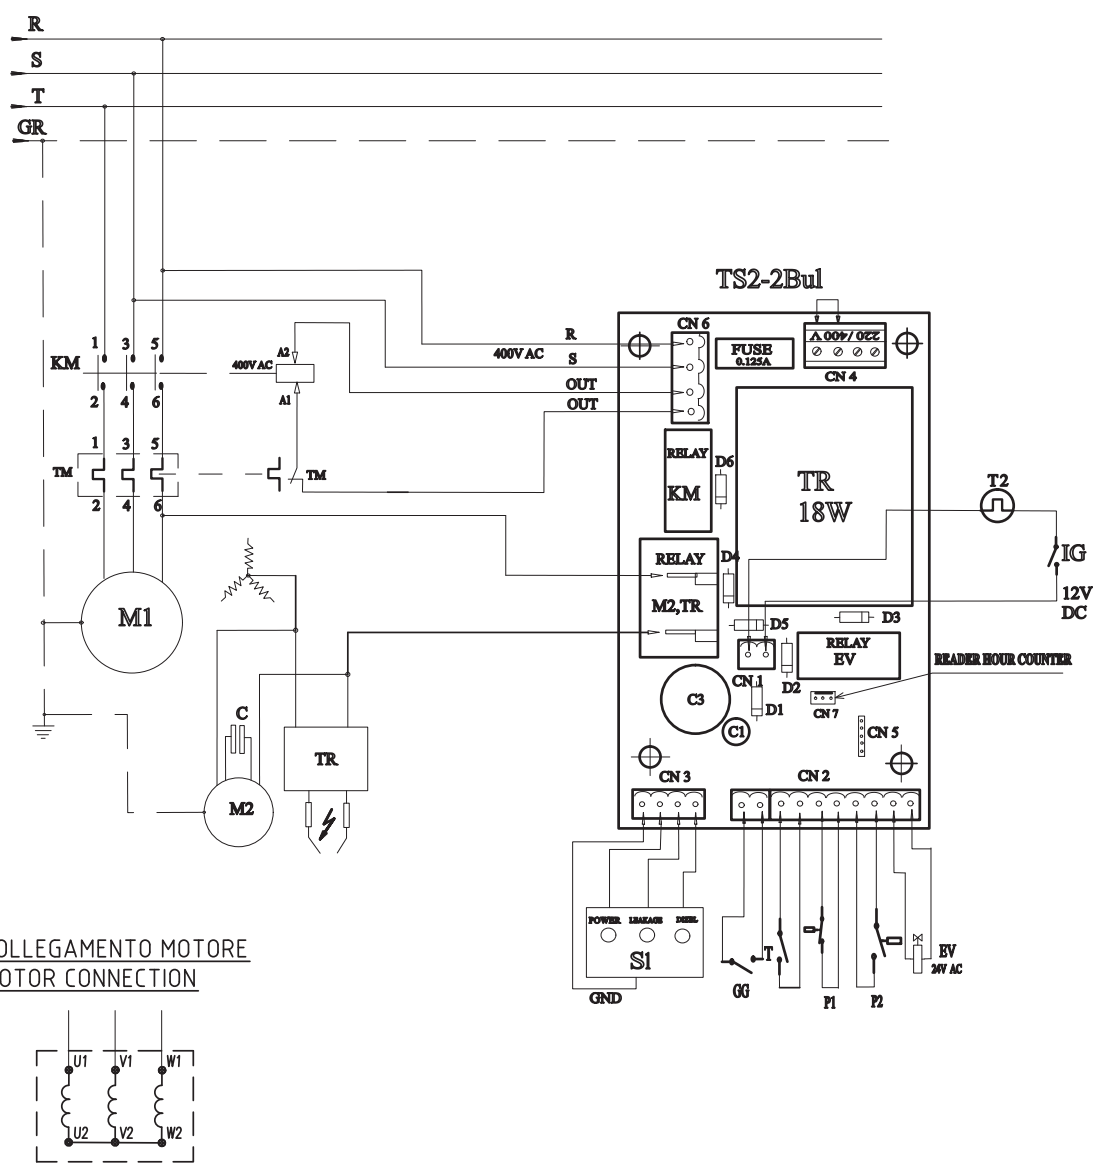 R
S
T
GR
TS2-2Bul
CN 6
R
400V AC
S
OUT
OUT
FUSE
0.125A
220 /400 V
CN 4
1
3
5
KM
400V AC
A2
A1
2
4
6
1
3
5
TM
TM
2
4
6
RELAY
KM
D6
TR
18W
T2
IG
12V
DC
RELAY
M2,TR
D4
D5
D3
RELAY
EV
READER HOUR COUNTER
M1
CN 1
D2
C3
D1
C1
CN 7
CN 5
C
TR
M2
CN 3
CN 2
POWER
LEAKAGE
S1
GND
GG
T
P1
P2
EV
24V AC
OLLEGAMENTO MOTORE
OTOR CONNECTION
U1
V1
W1
U2
V2
W2